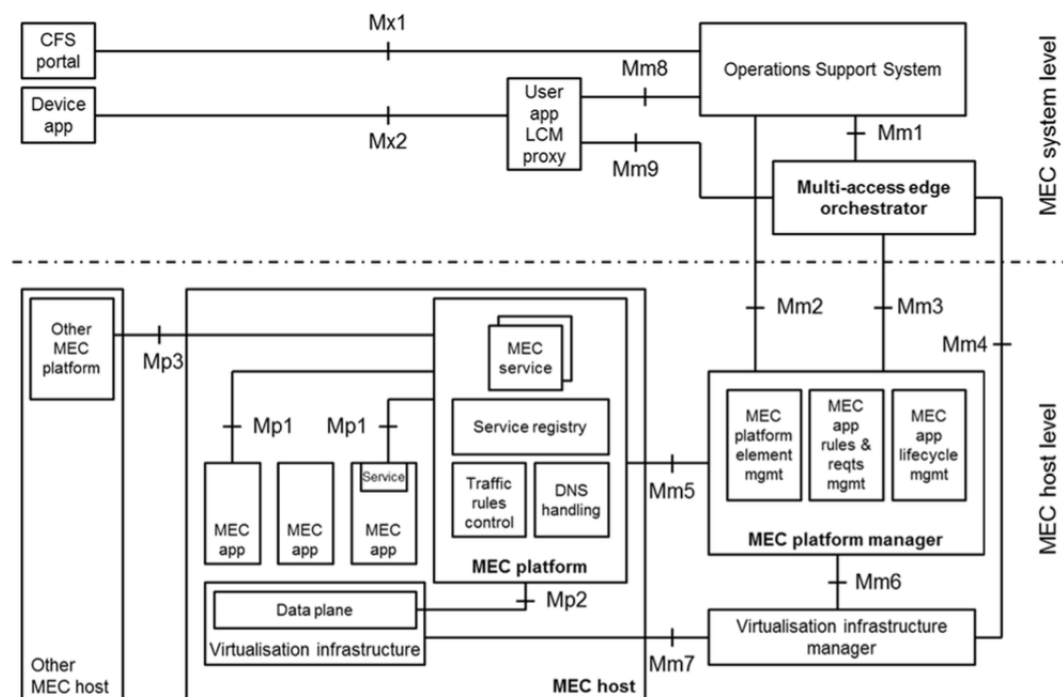 Mx1
CFS
portal
Operations Support System
Mm8
Device
app
User
app
LCM
proxy
Mx2
Mm9
Mm1
Multi-access edge
orchestrator
MEC system level
Other
MEC
platform
Mp3
MEC
service
Mm2
Mm3
Mm4
Mp1
Mp1
Service registry
MEC
platform
element
mgmt
MEC
app
rules &
reqts
mgmt
MEC
app
lifecycle
mgmt
MEC host level
Service
MEC
app
MEC
app
MEC app
Traffic
rules
control
DNS
handling
Mm5
MEC platform
MEC platform manager
Mp2
Mm6
Data plane
Virtualisation infrastructure
Mm7
Virtualisation infrastructure
manager
Other
MEC host
MEC host